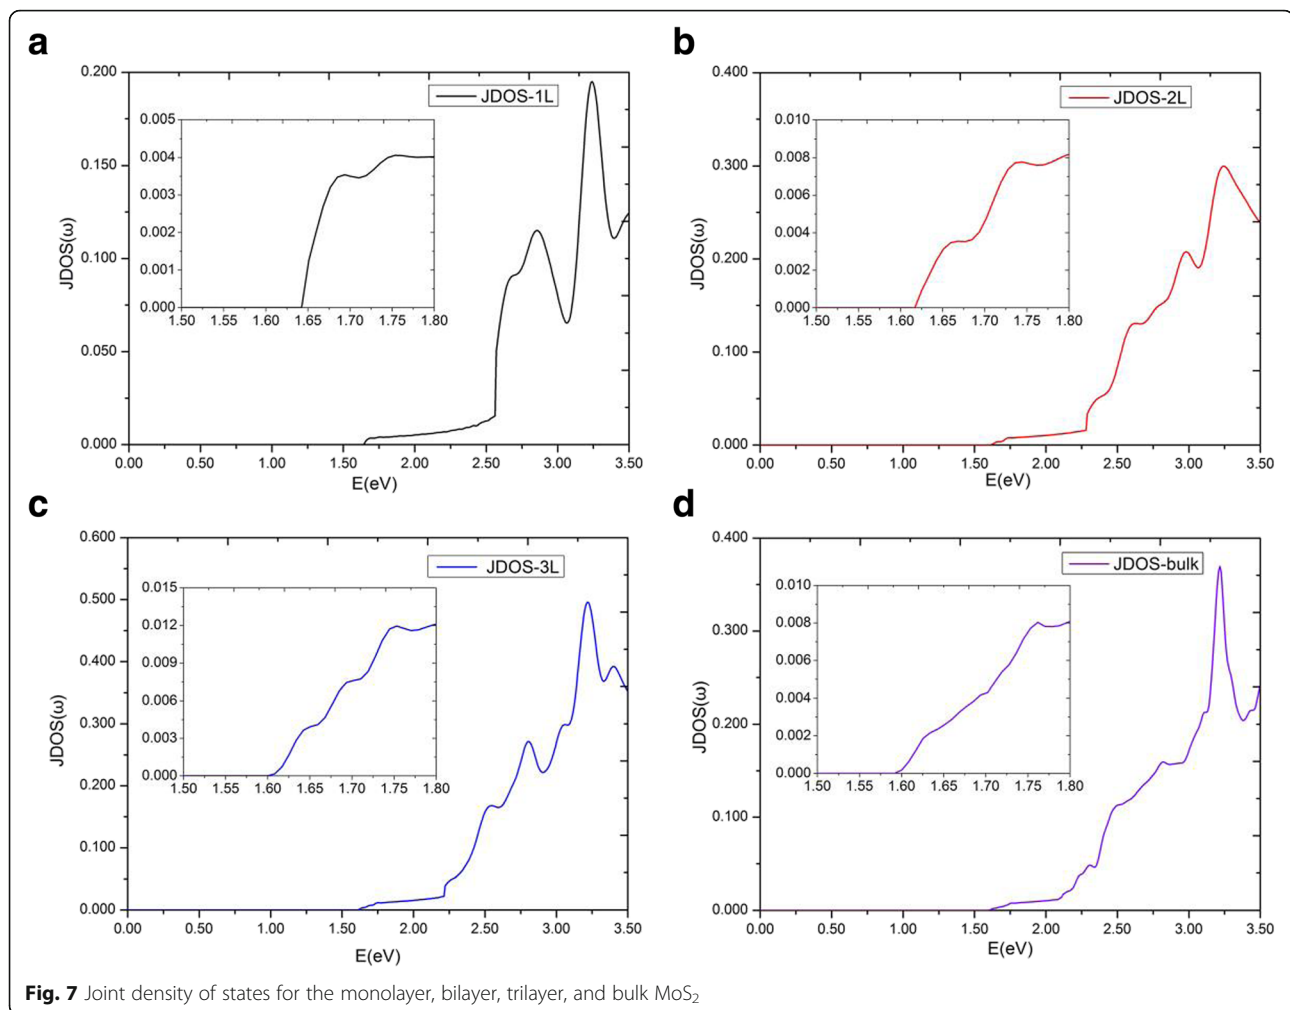 a
JDOS-1L
0.200
0.150
0.100
0.050
0.000
JDOS(ω)
0.00 0.50 1.00 1.50 2.00 2.50 3.00 3.50
E(eV)
0.005
0.004
0.003
0.002
0.001
0.000
1.50 1.55 1.60 1.65 1.70 1.75 1.80
b
JDOS-2L
0.400
0.300
0.200
0.100
0.000
JDOS(ω)
0.00 0.50 1.00 1.50 2.00 2.50 3.00 3.50
E(eV)
0.010
0.008
0.006
0.004
0.002
0.000
1.50 1.55 1.60 1.65 1.70 1.75 1.80
c
JDOS-3L
0.600
0.500
0.400
0.300
0.200
0.100
0.000
JDOS(ω)
0.00 0.50 1.00 1.50 2.00 2.50 3.00 3.50
E(eV)
0.015
0.012
0.009
0.006
0.003
0.000
1.50 1.55 1.60 1.65 1.70 1.75 1.80
d
JDOS-bulk
0.400
0.300
0.200
0.100
0.000
JDOS(ω)
0.00 0.50 1.00 1.50 2.00 2.50 3.00 3.50
E(eV)
0.010
0.008
0.006
0.004
0.002
0.000
1.50 1.55 1.60 1.65 1.70 1.75 1.80
Fig. 7 Joint density of states for the monolayer, bilayer, trilayer, and bulk MoS₂